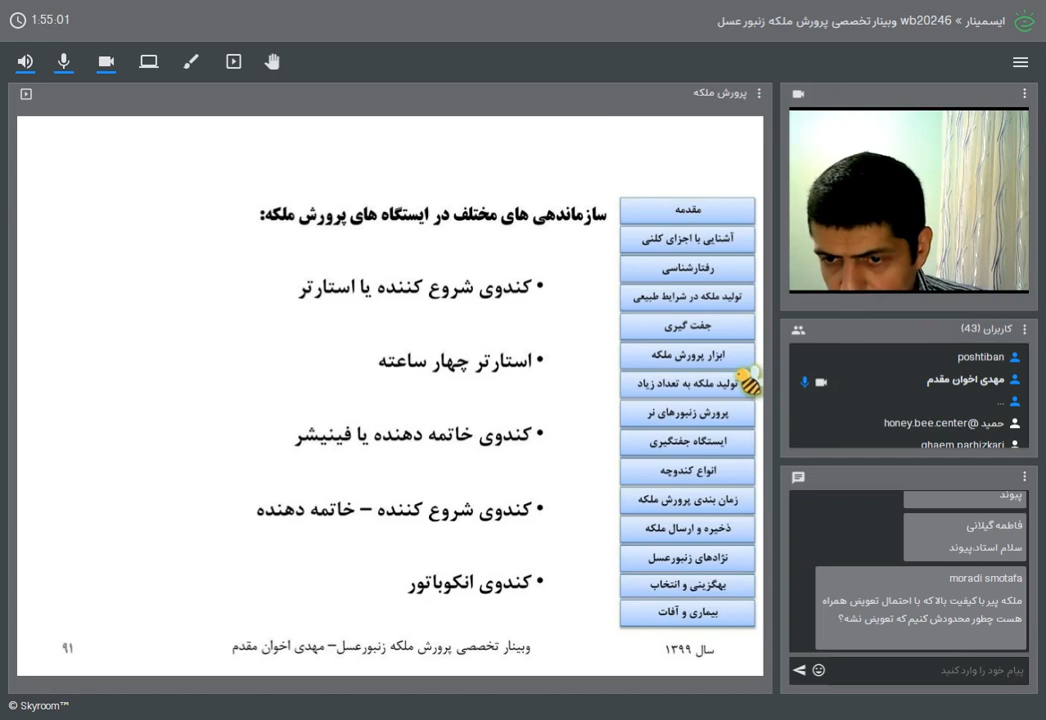 1:55:01
ایسمینار » wb20246 وبینار تخصصی پرورش ملکه زنبور عسل
پرورش ملکه
سازماندهی های مختلف در ایستگاه های پرورش ملکه:
• کندوی شروع کننده یا استارتر
• استارتر چهار ساعته
• کندوی خاتمه دهنده یا فینیشر
• کندوی شروع کننده – خاتمه دهنده
• کندوی انکوباتور
مقدمه
آشنایی با اجزای کلنی
رفتارشناسی
تولید ملکه در شرایط طبیعی
جفت گیری
ابزار پرورش ملکه
تولید ملکه به تعداد زیاد
پرورش زنبورهای نر
ایستگاه جفتگیری
انواع کندوچه
زمان بندی پرورش ملکه
ذخیره و ارسال ملکه
نژادهای زنبورعسل
بهگزینی و انتخاب
بیماری و آفات
سال ۱۳۹۹
وبینار تخصصی پرورش ملکه زنبورعسل– مهدی اخوان مقدم
۹۱
کاربران (43)
poshtiban
مهدی اخوان مقدم
...
حمید @honey.bee.center
ghaem parhizkari
پیوند
فاطمه گیلانی
سلام استاد،پیوند
moradi smotafa
ملکه پیر با کیفیت بالا که با احتمال تعویض همراه
هست چطور محدودش کنیم که تعویض نشه؟
پیام خود را وارد کنید
© Skyroom™